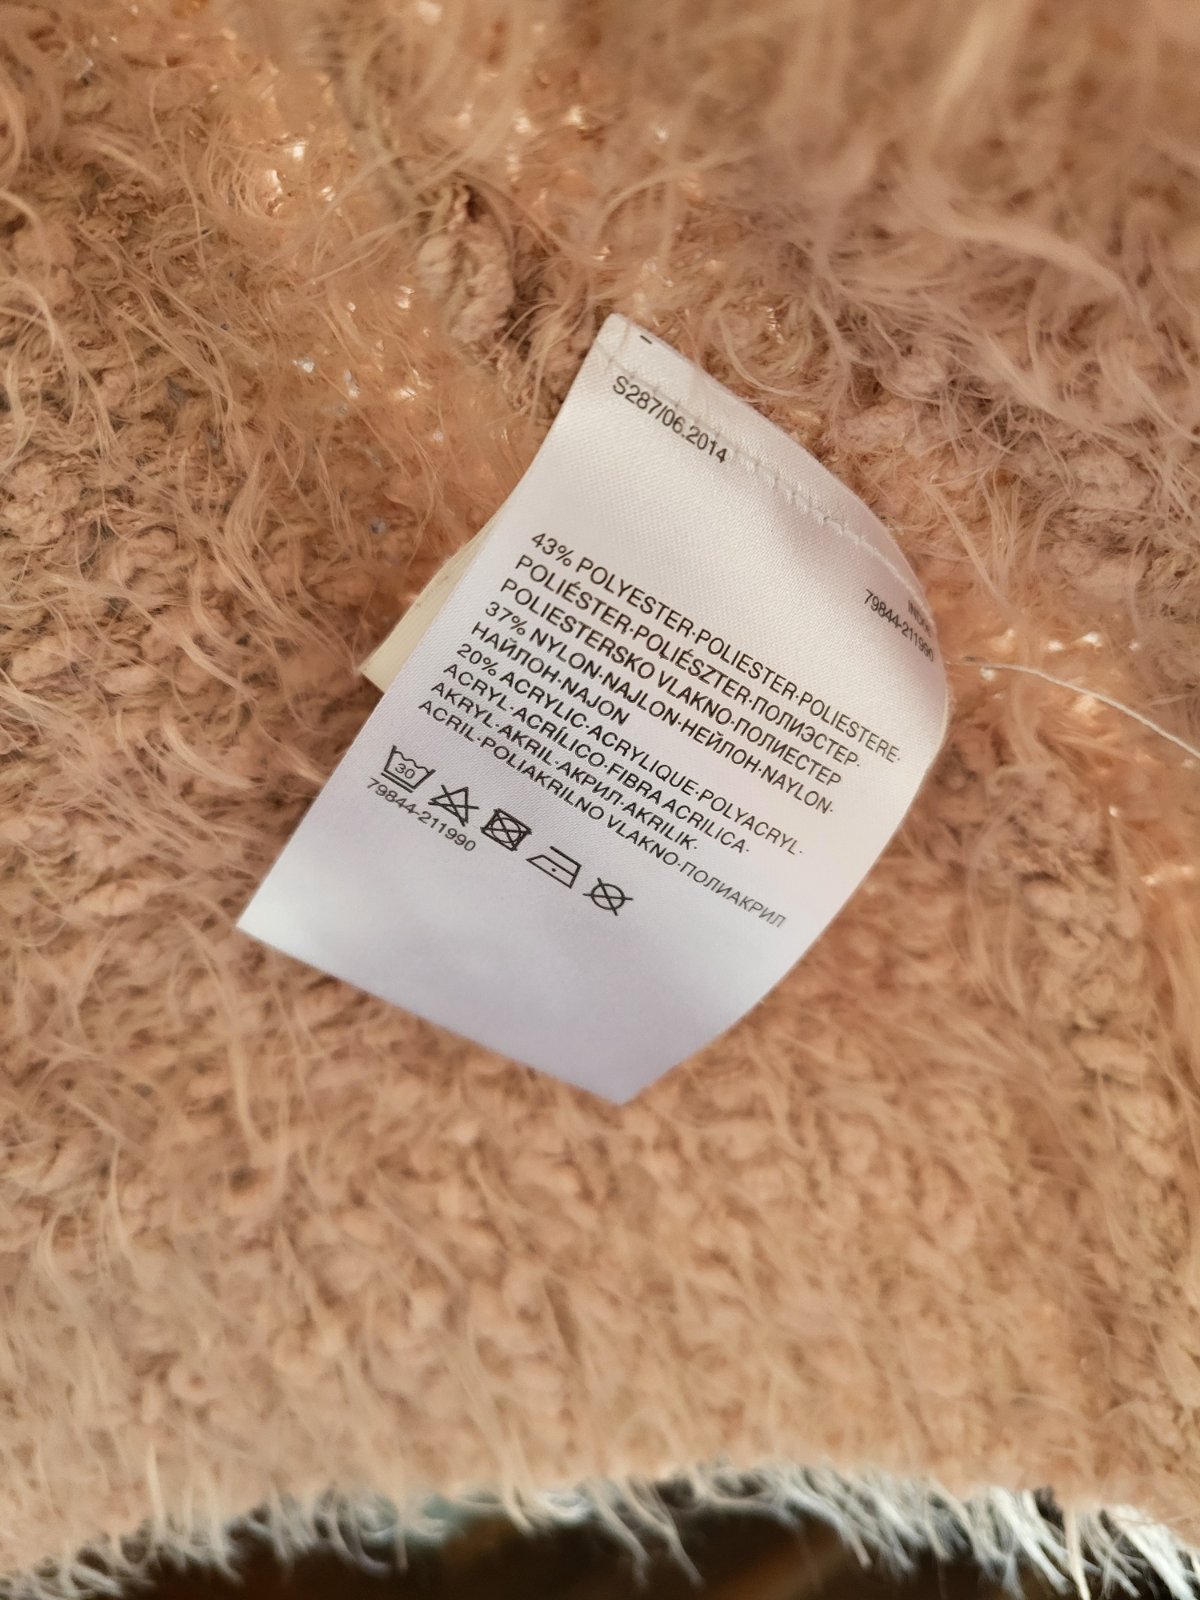 S287/06.2014
79844-211990
43% POLYESTER·POLIESTER·POLIESTERE·
POLIÉSTER·POLIÉSZTER·ПОЛИЭСТЕР·
POLIESTERSKO VLAKNO·ПОЛИЕСТЕР
37% NYLON·NAJLON·НЕЙЛОН·NAYLON·
НАЙЛОН·NAJON
20% ACRYLIC·ACRYLIQUE·POLYACRYL·
ACRYL·ACRÍLICO·FIBRA ACRILICA·
AKRYL·AKRIL·АКРИЛ·AKRILIK·
ACRIL·POLIAKRILNO VLAKNO·ПОЛИАКРИЛ
30
79844-211990